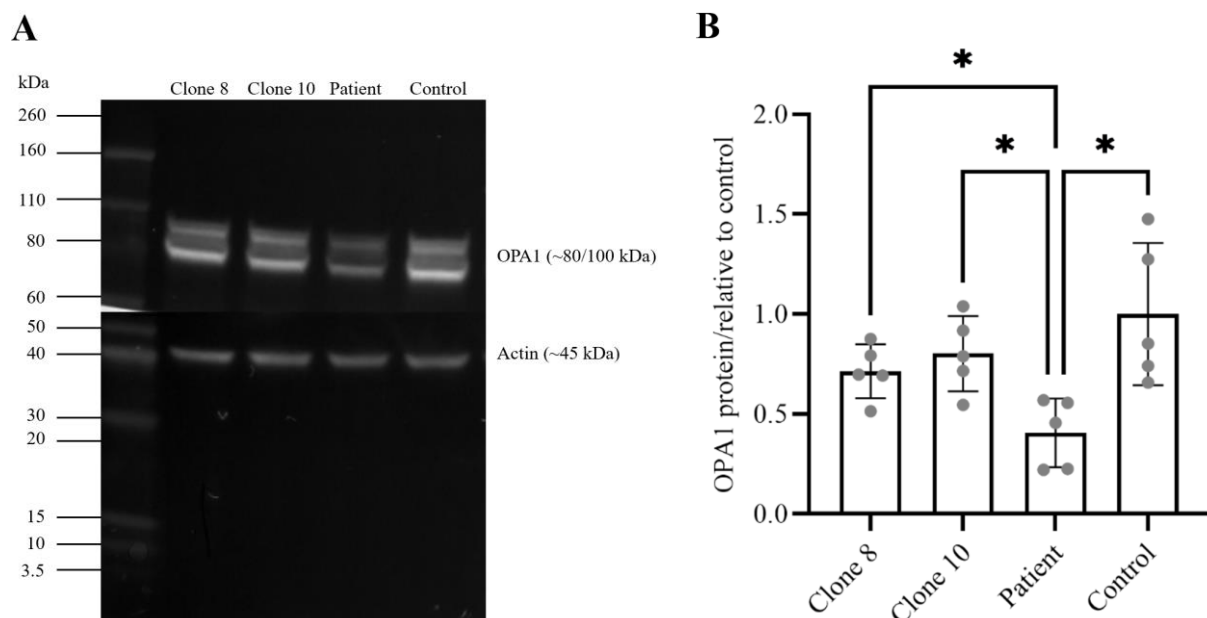 A
kDa
Clone 8 Clone 10 Patient Control
260
160
110
80
OPA1 (~80/100 kDa)
60
50
40
Actin (~45 kDa)
30
20
15
10
3.5
B
*
* *
OPA1 protein/relative to control
2.0
1.5
1.0
0.5
0.0
Clone 8
Clone 10
Patient
Control